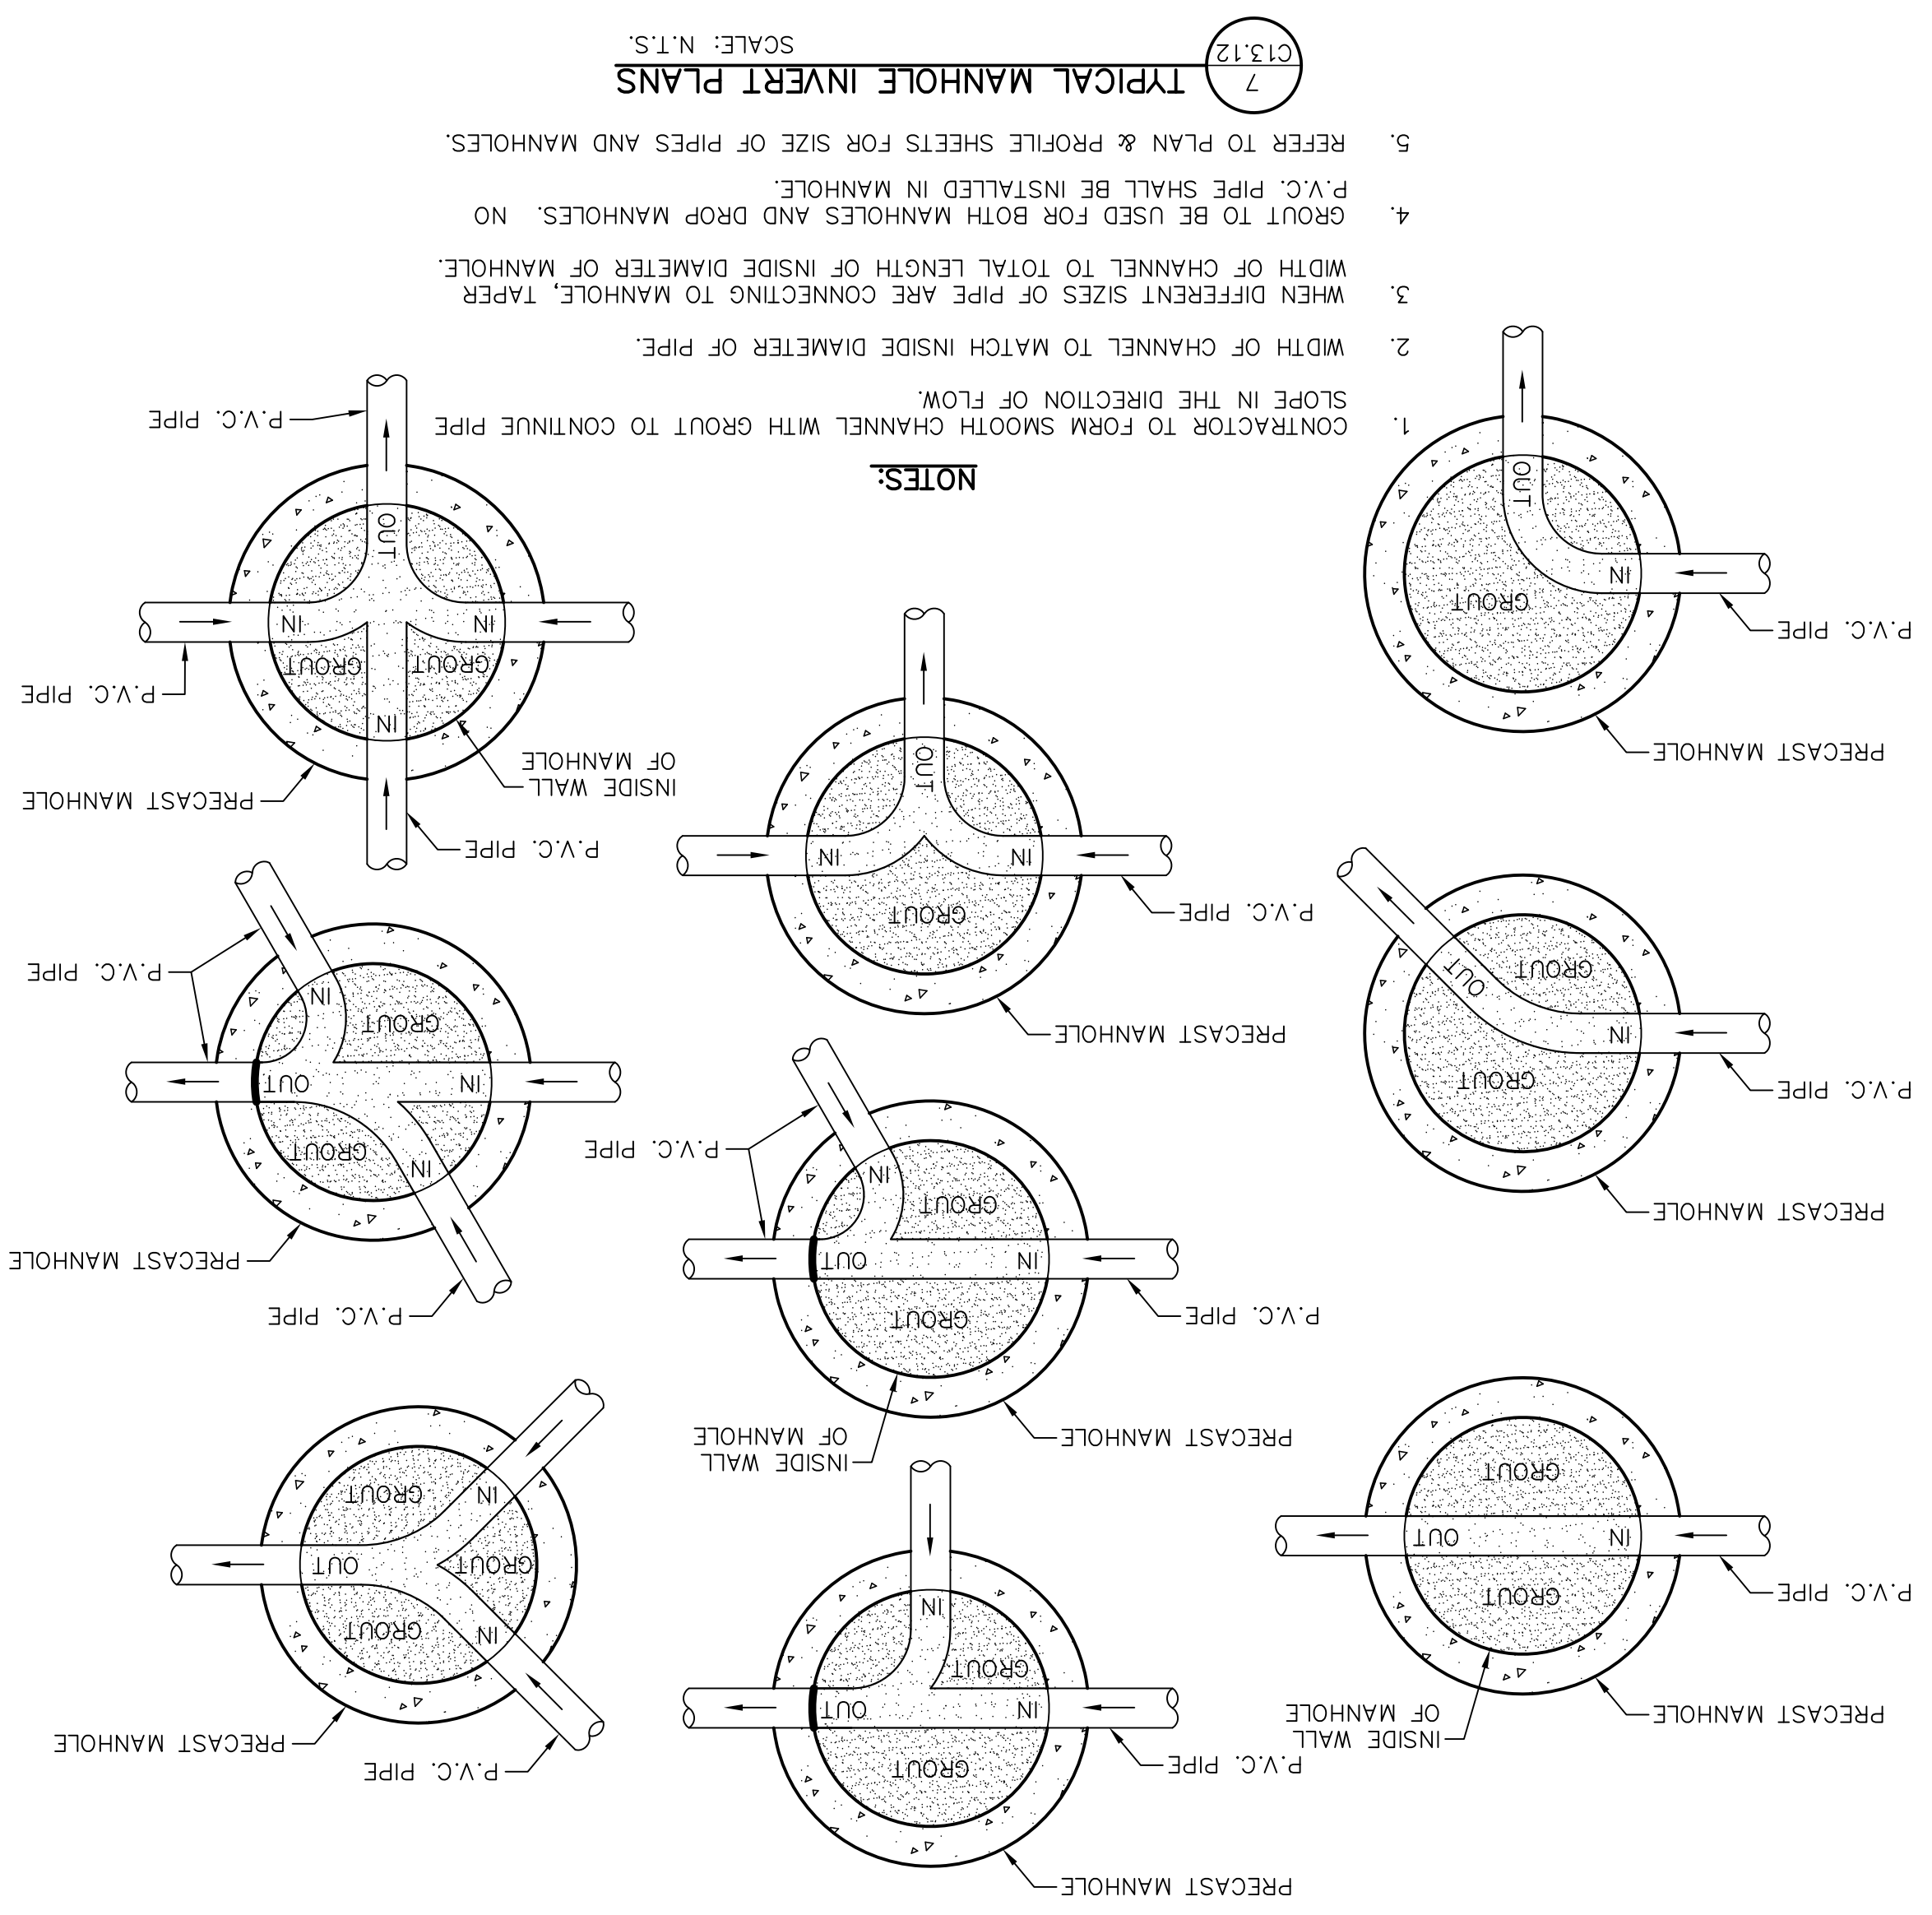 PRECAST MANHOLE
INSIDE WALL
OF MANHOLE
P.V.C. PIPE
GROUT
IN
OUT
GROUT
PRECAST MANHOLE
P.V.C. PIPE
GROUT
IN
OUT
GROUT
IN
P.V.C. PIPE
PRECAST MANHOLE
IN
GROUT
GROUT
OUT
GROUT
IN
PRECAST MANHOLE
P.V.C. PIPE
GROUT
IN
OUT
GROUT
INSIDE WALL
OF MANHOLE
PRECAST MANHOLE
P.V.C. PIPE
GROUT
IN
OUT
GROUT
IN
P.V.C. PIPE
P.V.C. PIPE
PRECAST MANHOLE
IN
GROUT
IN
OUT
GROUT
IN
P.V.C. PIPE
PRECAST MANHOLE
P.V.C. PIPE
GROUT
IN
OUT
PRECAST MANHOLE
P.V.C. PIPE
GROUT
IN
IN
OUT
P.V.C. PIPE
PRECAST MANHOLE
INSIDE WALL
OF MANHOLE
IN
P.V.C. PIPE
GROUT
GROUT
IN
IN
OUT
P.V.C. PIPE
NOTES:
1. CONTRACTOR TO FORM SMOOTH CHANNEL WITH GROUT TO CONTINUE PIPE
SLOPE IN THE DIRECTION OF FLOW.
2. WIDTH OF CHANNEL TO MATCH INSIDE DIAMETER OF PIPE.
3. WHEN DIFFERENT SIZES OF PIPE ARE CONNECTING TO MANHOLE, TAPER
WIDTH OF CHANNEL TO TOTAL LENGTH OF INSIDE DIAMETER OF MANHOLE.
4. GROUT TO BE USED FOR BOTH MANHOLES AND DROP MANHOLES. NO
P.V.C. PIPE SHALL BE INSTALLED IN MANHOLE.
5. REFER TO PLAN & PROFILE SHEETS FOR SIZE OF PIPES AND MANHOLES.
7
C13.12
TYPICAL MANHOLE INVERT PLANS
SCALE: N.T.S.